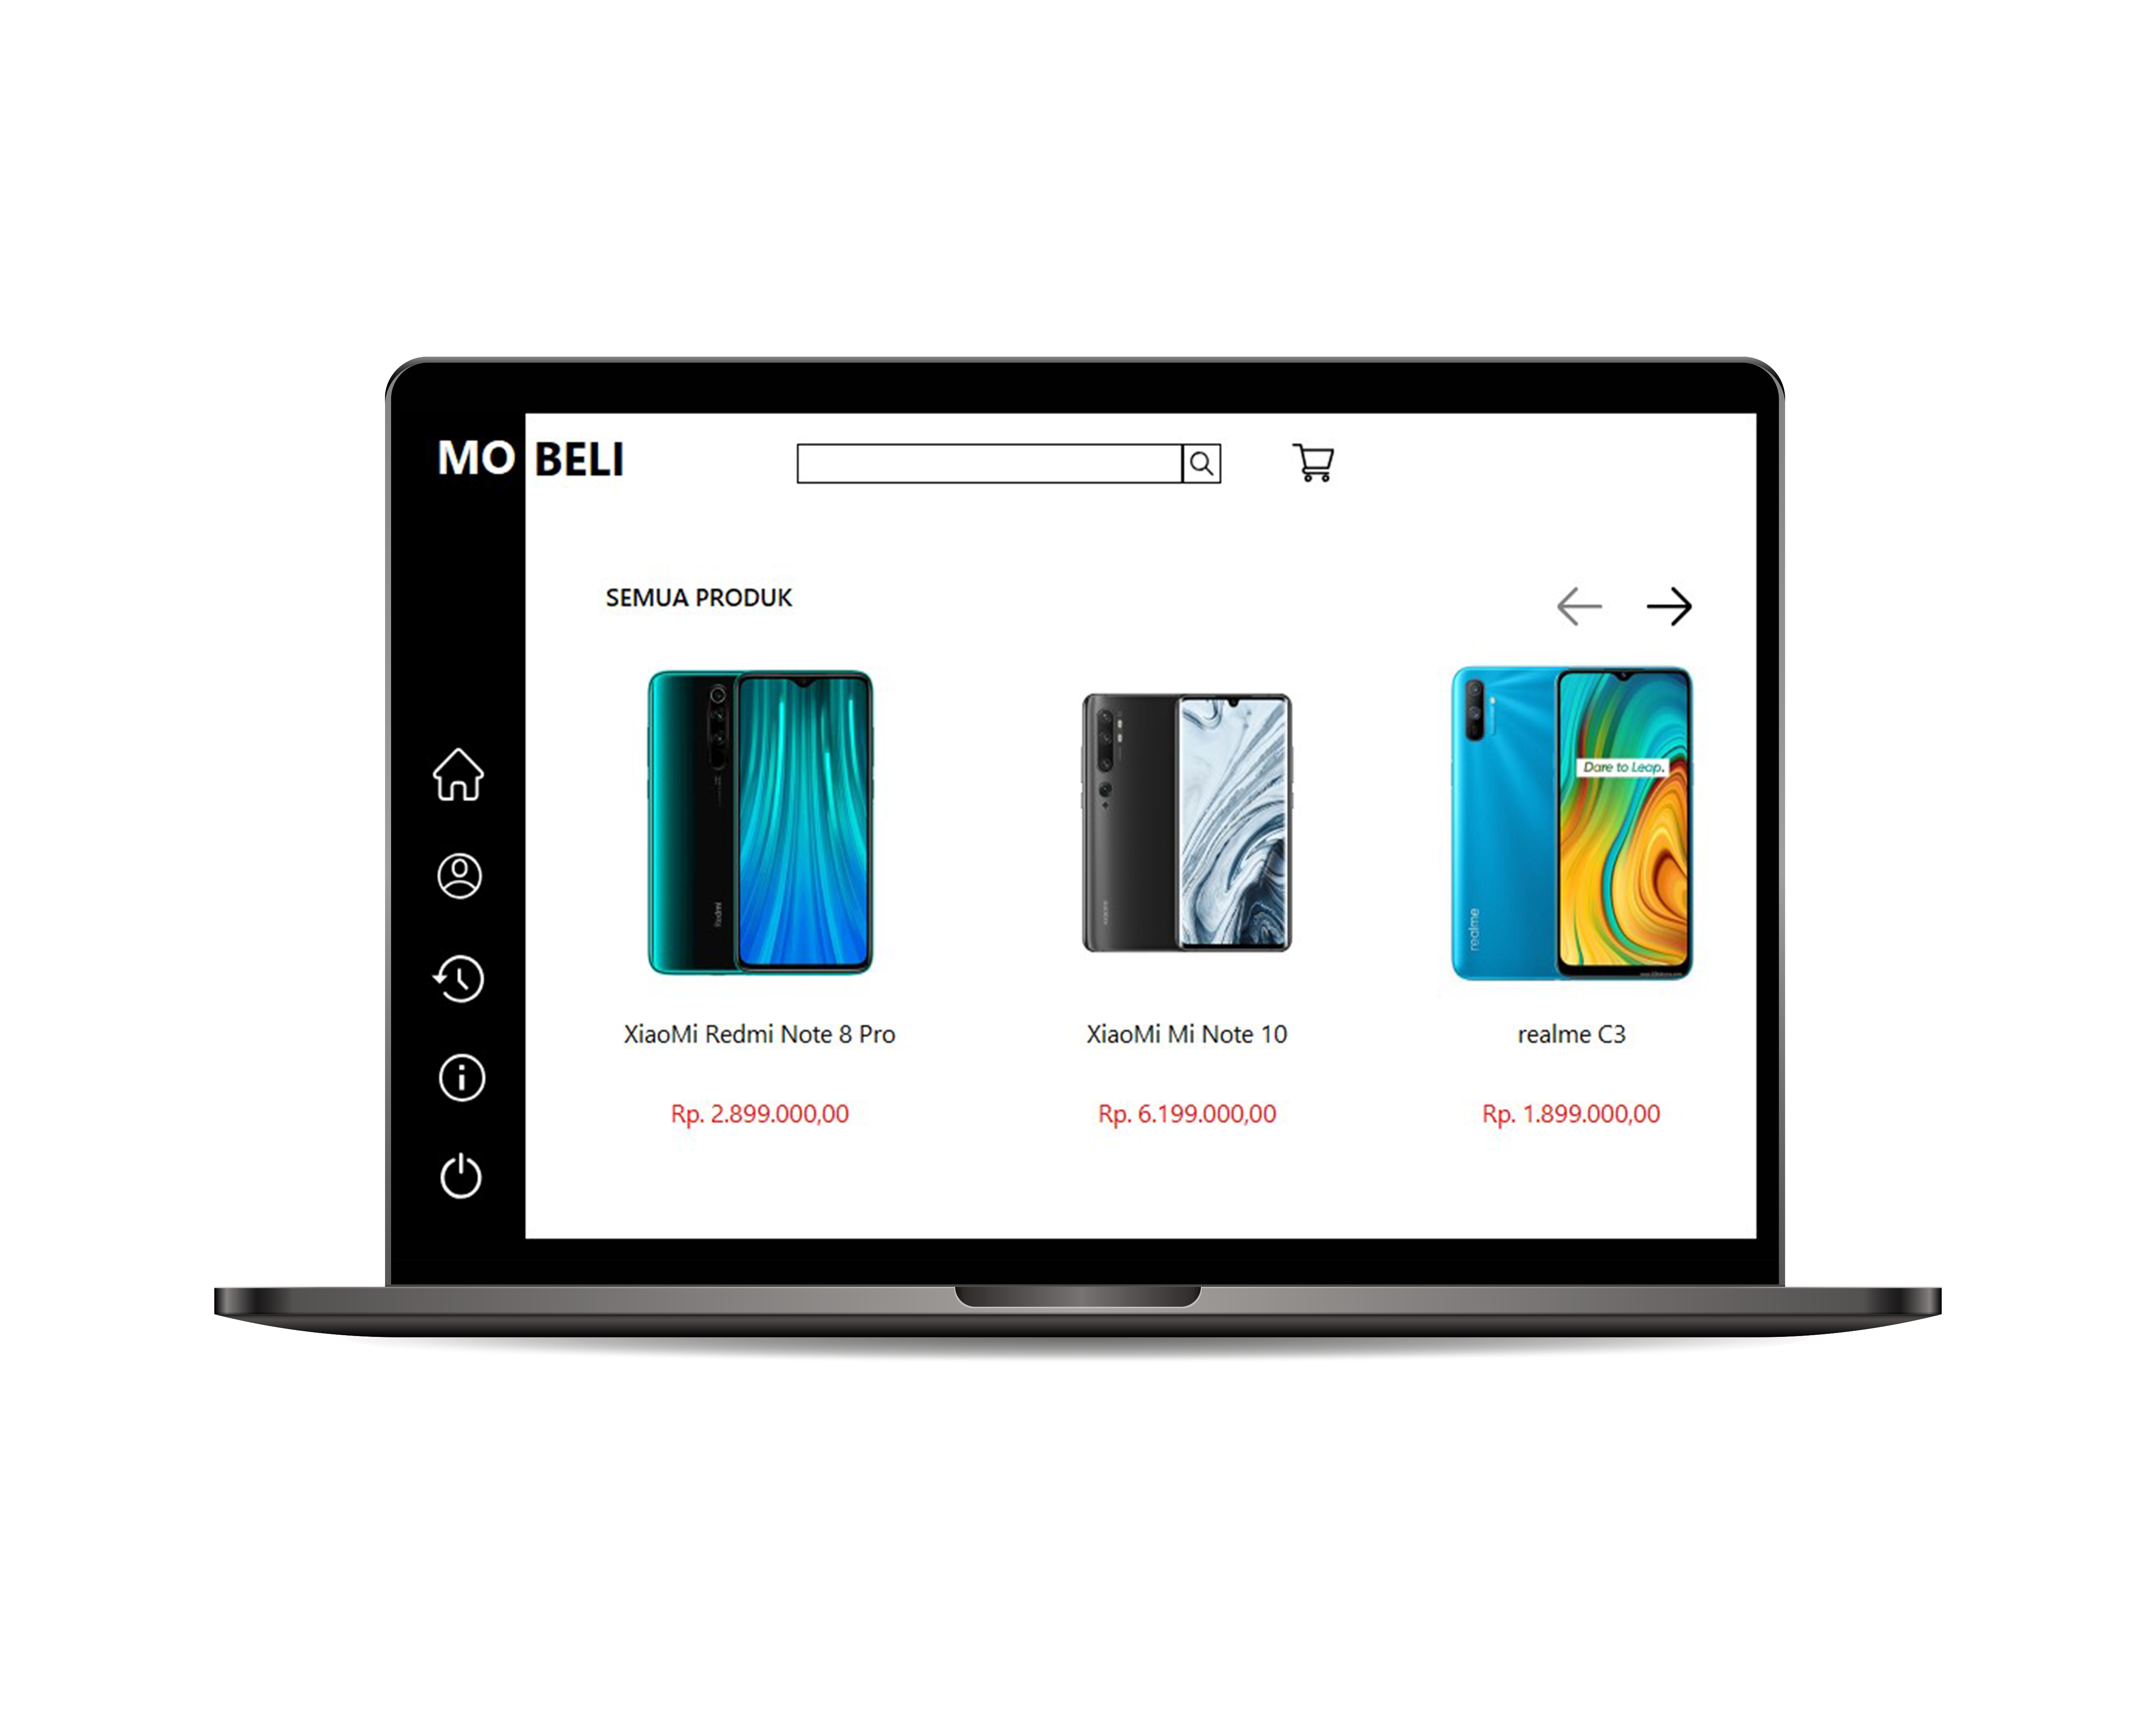 MO BELI
SEMUA PRODUK
Dare to Leap.
Redmi
realme
XiaoMi Redmi Note 8 Pro
XiaoMi Mi Note 10
realme C3
Rp. 2.899.000,00
Rp. 6.199.000,00
Rp. 1.899.000,00